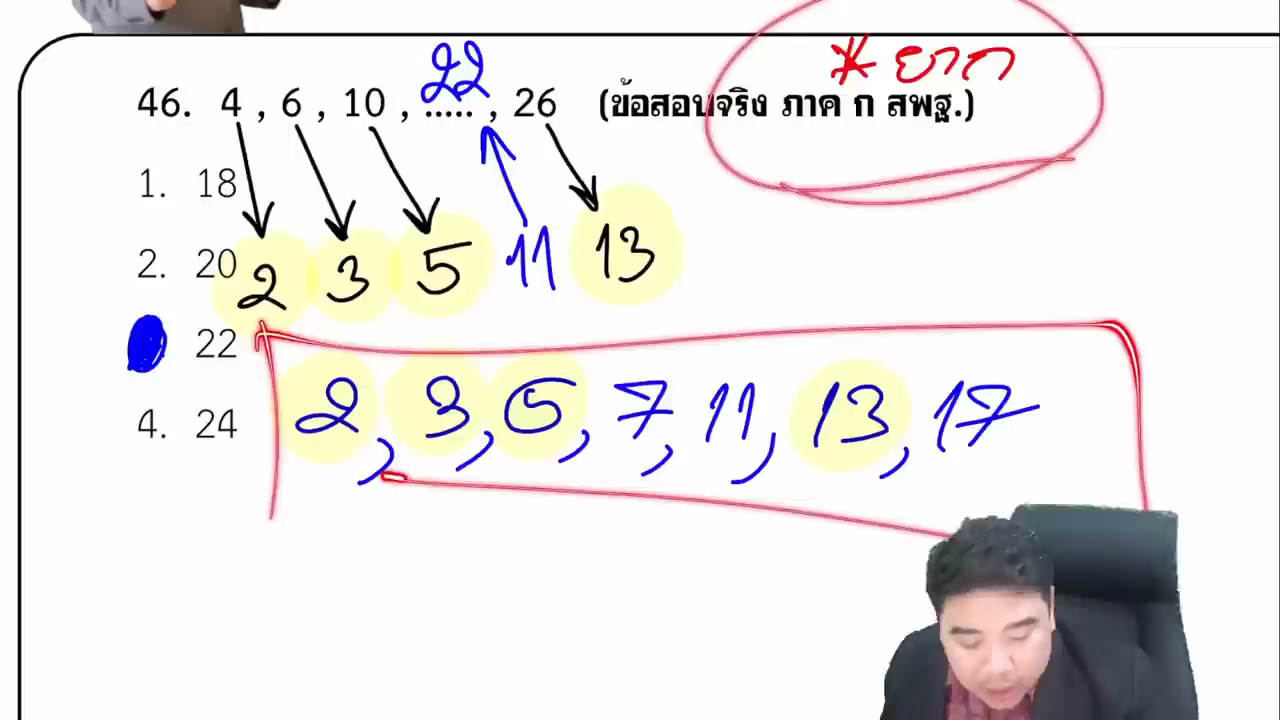 * ยาก
22
46. 4 , 6 , 10 , ..... , 26 (ข้อสอบจริง ภาค ก สพฐ.)
1. 18
2. 20
2 3 5 11 13
22
2, 3, 5, 7, 11, 13, 17
4. 24